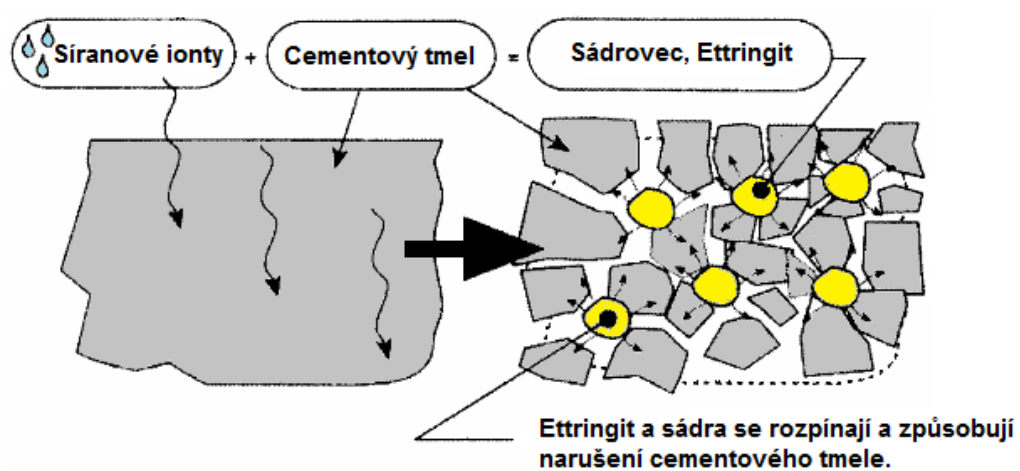 Síranové ionty + Cementový tmel = Sádrovec, Ettringit
Ettringit a sádra se rozpínají a způsobují
narušení cementového tmele.